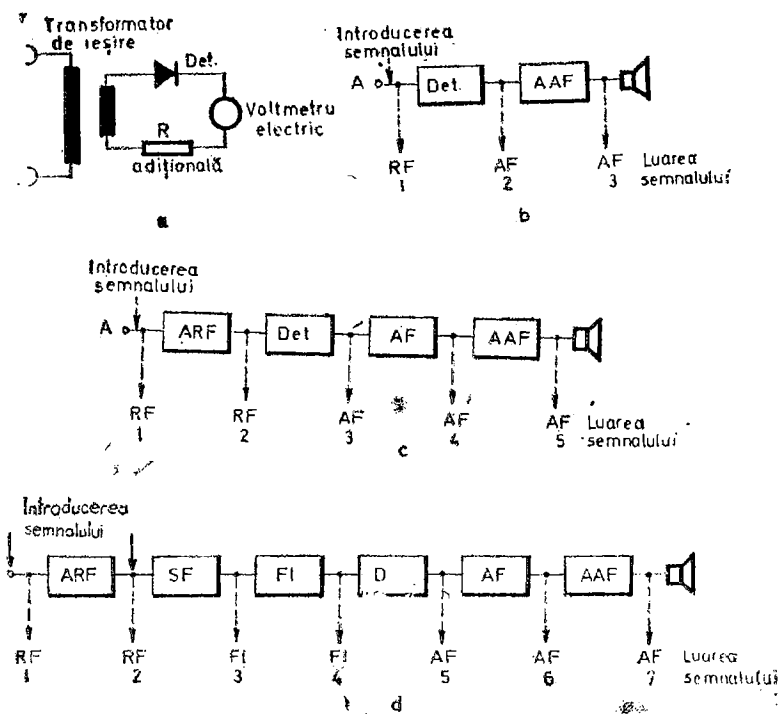 Transformator
de ieșire
Det.
Voltmetru
electric
R
adițională
a
Introducerea
semnalului
A
Det.
AAF
RF
AF
AF
Luarea
semnalului
1
2
3
b
Introducerea
semnalului
A
ARF
Det
AF
AAF
RF
RF
AF
AF
AF
Luarea
semnalului
1
2
3
4
5
c
Introducerea
semnalului
ARF
SF
FI
D
AF
AAF
RF
RF
FI
FI
AF
AF
AF
Luarea
semnalului
1
2
3
4
5
6
7
d